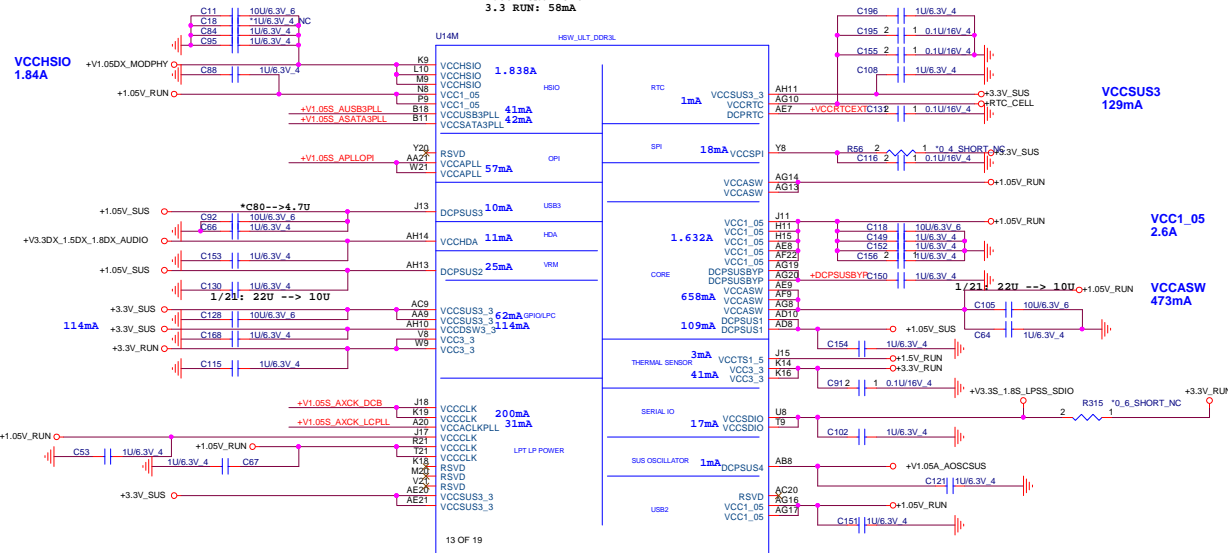 3.3 RUN: 58mA
U14M
HSW_ULT_DDR3L
C11 10U/6.3V_6
C18 *1U/6.3V_4_NC
C84 1U/6.3V_4
C95 1U/6.3V_4
VCCHSIO
1.84A
+V1.05DX_MODPHY
C88 1U/6.3V_4
+1.05V_RUN
+V1.05S_AUSB3PLL
+V1.05S_ASATA3PLL
K9 VCCHSIO
L10 VCCHSIO
M9 VCCHSIO
N8 VCC1_05
P9 VCC1_05
B18 VCCUSB3PLL
B11 VCCSATA3PLL
1.838A
HSIO
41mA
42mA
+V1.05S_APLLOPI
Y20 RSVD
AA21 VCCAPLL
W21 VCCAPLL
OPI
57mA
*C80-->4.7U
+1.05V_SUS
C92 10U/6.3V_6
C66 1U/6.3V_4
J13 DCPSUS3
10mA
USB3
+V3.3DX_1.5DX_1.8DX_AUDIO
AH14 VCCHDA
11mA
HDA
C153 1U/6.3V_4
+1.05V_SUS
AH13 DCPSUS2
25mA
VRM
C130 1U/6.3V_4
1/21: 22U --> 10U
+3.3V_SUS
C128 10U/6.3V_6
114mA
+3.3V_SUS
C168 1U/6.3V_4
+3.3V_RUN
C115 1U/6.3V_4
AC9 VCCSUS3_3
AA9 VCCSUS3_3
AH10 VCCDSW3_3
V8 VCC3_3
W9 VCC3_3
62mA
GPIO/LPC
114mA
+V1.05S_AXCK_DCB
+V1.05S_AXCK_LCPLL
+1.05V_RUN
C53 1U/6.3V_4
+1.05V_RUN
1U/6.3V_4 C67
+3.3V_SUS
J18 VCCCLK
K19 VCCCLK
A20 VCCACLKPLL
J17 VCCCLK
R21 VCCCLK
T21 VCCCLK
K18 RSVD
M20 RSVD
V21 RSVD
AE20 VCCSUS3_3
AE21 VCCSUS3_3
200mA
31mA
LPT LP POWER
13 OF 19
C196 1U/6.3V_4
C195 2 1 0.1U/16V_4
C155 2 1 0.1U/16V_4
C108 1U/6.3V_4
RTC
1mA
VCCSUS3_3 AH11
VCCRTC AG10
DCPRTC AE7
+3.3V_SUS
+RTC_CELL
+VCCRTCEXT C131 2 1 0.1U/16V_4
VCCSUS3
129mA
SPI
18mA
VCCSPI Y8
R56 2 1 *0_4_SHORT_NC
+3.3V_SUS
C116 2 1 0.1U/16V_4
VCCASW AG14
VCCASW AG13
+1.05V_RUN
1.632A
CORE
658mA
109mA
VCC1_05 J11
VCC1_05 H11
VCC1_05 H15
VCC1_05 AE8
VCC1_05 AF22
DCPSUSBYP AG19
DCPSUSBYP AG20
VCCASW AE9
VCCASW AF9
VCCASW AG8
DCPSUS1 AD10
DCPSUS1 AD8
+1.05V_RUN
C118 10U/6.3V_6
C149 1U/6.3V_4
C152 1U/6.3V_4
C156 2 1 1U/6.3V_4
VCC1_05
2.6A
+DCPSUSBYP C150 1U/6.3V_4
1/21: 22U --> 10U
+1.05V_RUN
VCCASW
473mA
C105 10U/6.3V_6
C64 1U/6.3V_4
+1.05V_SUS
C154 1U/6.3V_4
THERMAL SENSOR
3mA
41mA
VCCTS1_5 J15
VCC3_3 K14
VCC3_3 K16
+1.5V_RUN
+3.3V_RUN
C91 2 1 0.1U/16V_4
+V3.3S_1.8S_LPSS_SDIO
+3.3V_RUN
R315 *0_6_SHORT_NC
2 1
SERIAL IO
17mA
VCCSDIO U8
VCCSDIO T9
C102 1U/6.3V_4
SUS OSCILLATOR
1mA
DCPSUS4 AB8
+V1.05A_AOSCSUS
C121 1U/6.3V_4
USB2
RSVD AC20
VCC1_05 AG16
VCC1_05 AG17
+1.05V_RUN
C151 1U/6.3V_4